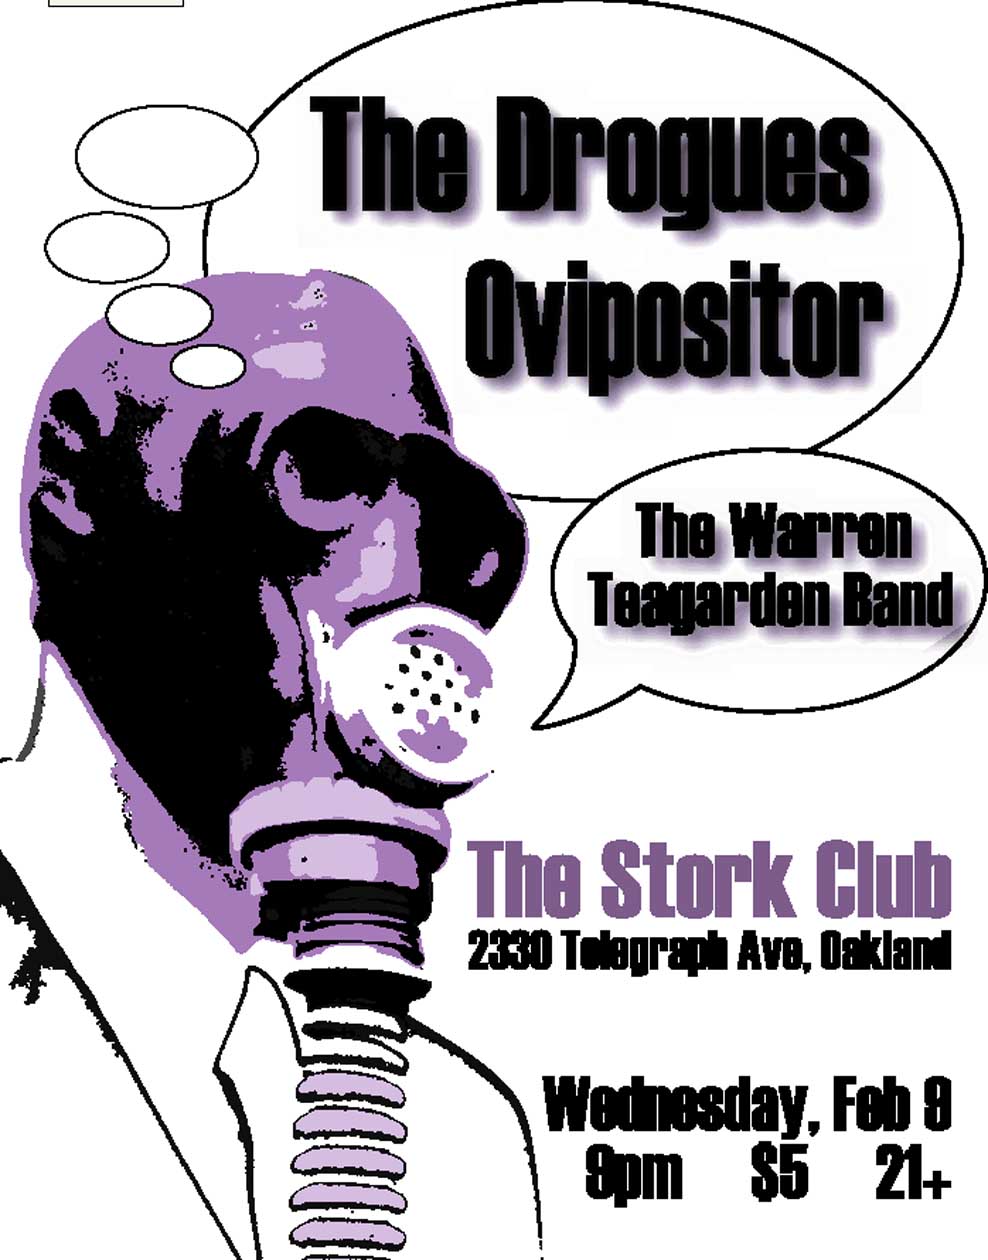 The Drogues
Ovipositor
The Warren
Teagarden Band
The Stork Club
2330 Telegraph Ave, Oakland
Wednesday, Feb 9
9pm $5 21+